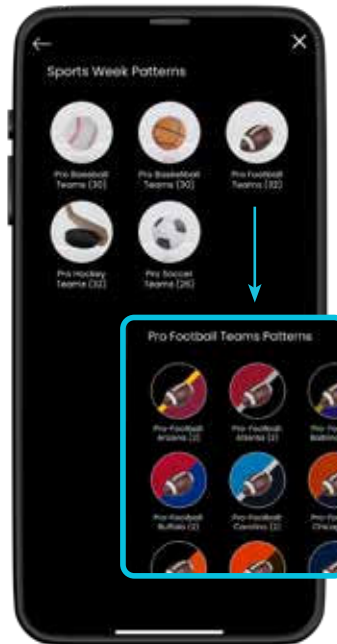 Sports Week Patterns
Pro Baseball
Teams (30)
Pro Basketball
Teams (30)
Pro Football
Teams (32)
Pro Hockey
Teams (32)
Pro Soccer
Teams (26)
Pro Football Teams Patterns
Pro-Football
Arizona (2)
Pro-Football
Atlanta (2)
Pro-Football
Buffalo (2)
Pro-Football
Carolina (2)